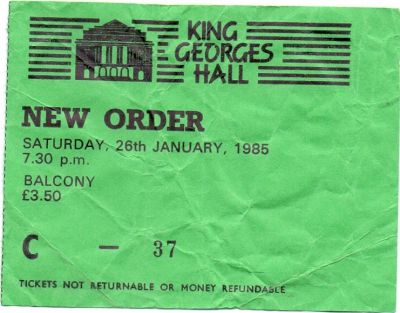 KING
GEORGES
HALL
NEW ORDER
SATURDAY, 26th JANUARY, 1985
7.30 p.m.
BALCONY
£3.50
C — 37
TICKETS NOT RETURNABLE OR MONEY REFUNDABLE